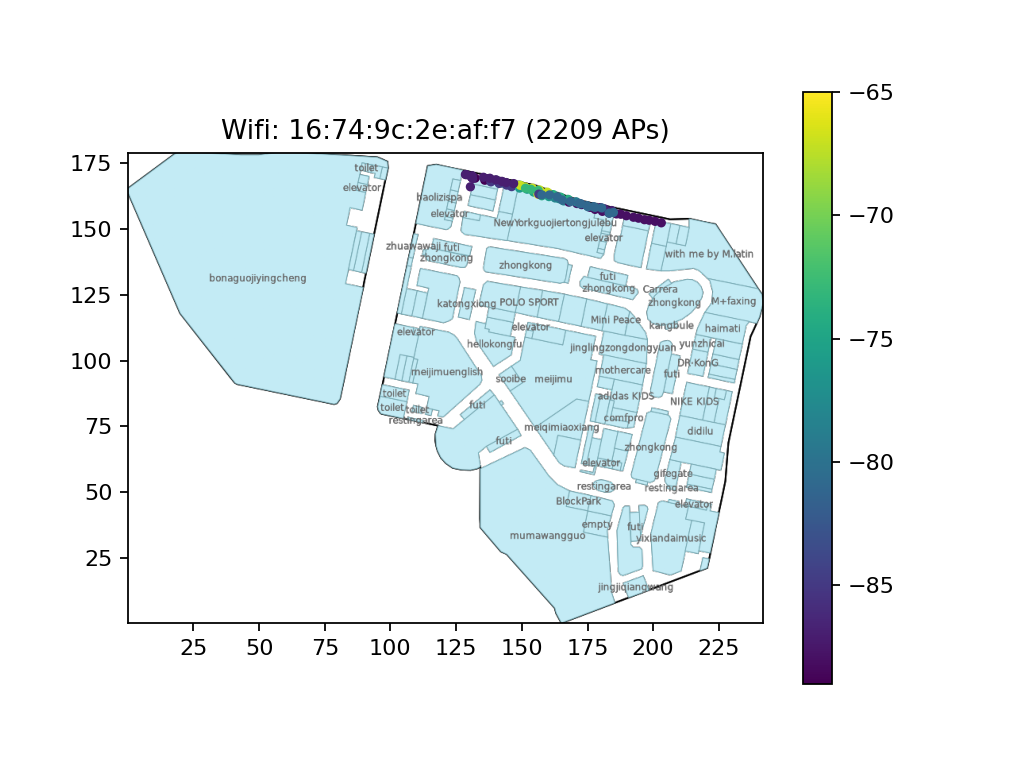 Wifi: 16:74:9c:2e:af:f7 (2209 APs)
175
150
125
100
75
50
25
25
50
75
100
125
150
175
200
225
−65
−70
−75
−80
−85
toilet
elevator
bonaguojiyingcheng
baolizispa
elevator
NewYorkguojiertongjulebu
elevator
zhuawawaji
futi
zhongkong
with me by M.latin
zhongkong
futi
zhongkong
Carrera
zhongkong
M+faxing
katongxiong
POLO SPORT
Mini Peace
kangbule
haimati
elevator
elevator
hellokongfu
jinglingzongdongyuan
yunzhicai
DR·KonG
meijimuenglish
sooibe
meijimu
mothercare
futi
toilet
toilet
toilet
restingarea
futi
adidas KIDS
NIKE KIDS
comfpro
meiqimiaoxiang
didilu
futi
zhongkong
elevator
gifegate
restingarea
restingarea
BlockPark
elevator
empty
futi
mumawangguo
yixiandaimusic
jingjiqiangwang